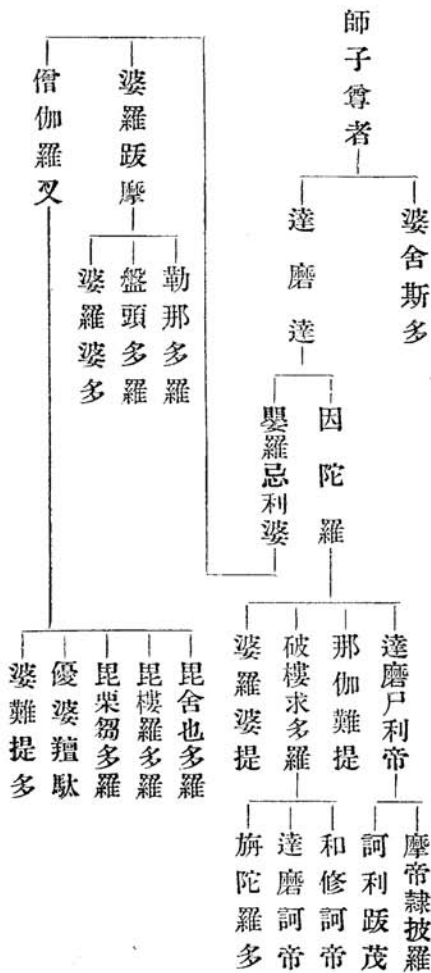 師子尊者
婆舍斯多
達磨達
因陀羅
瞿羅忌利婆
達磨尸利帝
那伽難提
破樓求多羅
婆羅婆提
摩帝隷披羅
訶利跋茂
和修訶帝
達磨訶帝
旃陀羅多
婆羅跋摩
僧伽羅叉
勒那多羅
盤頭多羅
婆羅婆多
毘舍也多羅
毘樓羅多羅
毘栗芻多羅
優婆羶馱
婆難提多